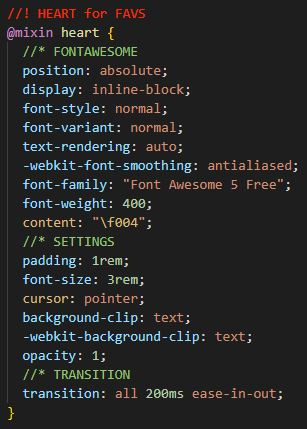 //! HEART for FAVS
@mixin heart {
//* FONTAWESOME
position: absolute;
display: inline-block;
font-style: normal;
font-variant: normal;
text-rendering: auto;
-webkit-font-smoothing: antialiased;
font-family: "Font Awesome 5 Free";
font-weight: 400;
content: "\f004";
//* SETTINGS
padding: 1rem;
font-size: 3rem;
cursor: pointer;
background-clip: text;
-webkit-background-clip: text;
opacity: 1;
//* TRANSITION
transition: all 200ms ease-in-out;
}